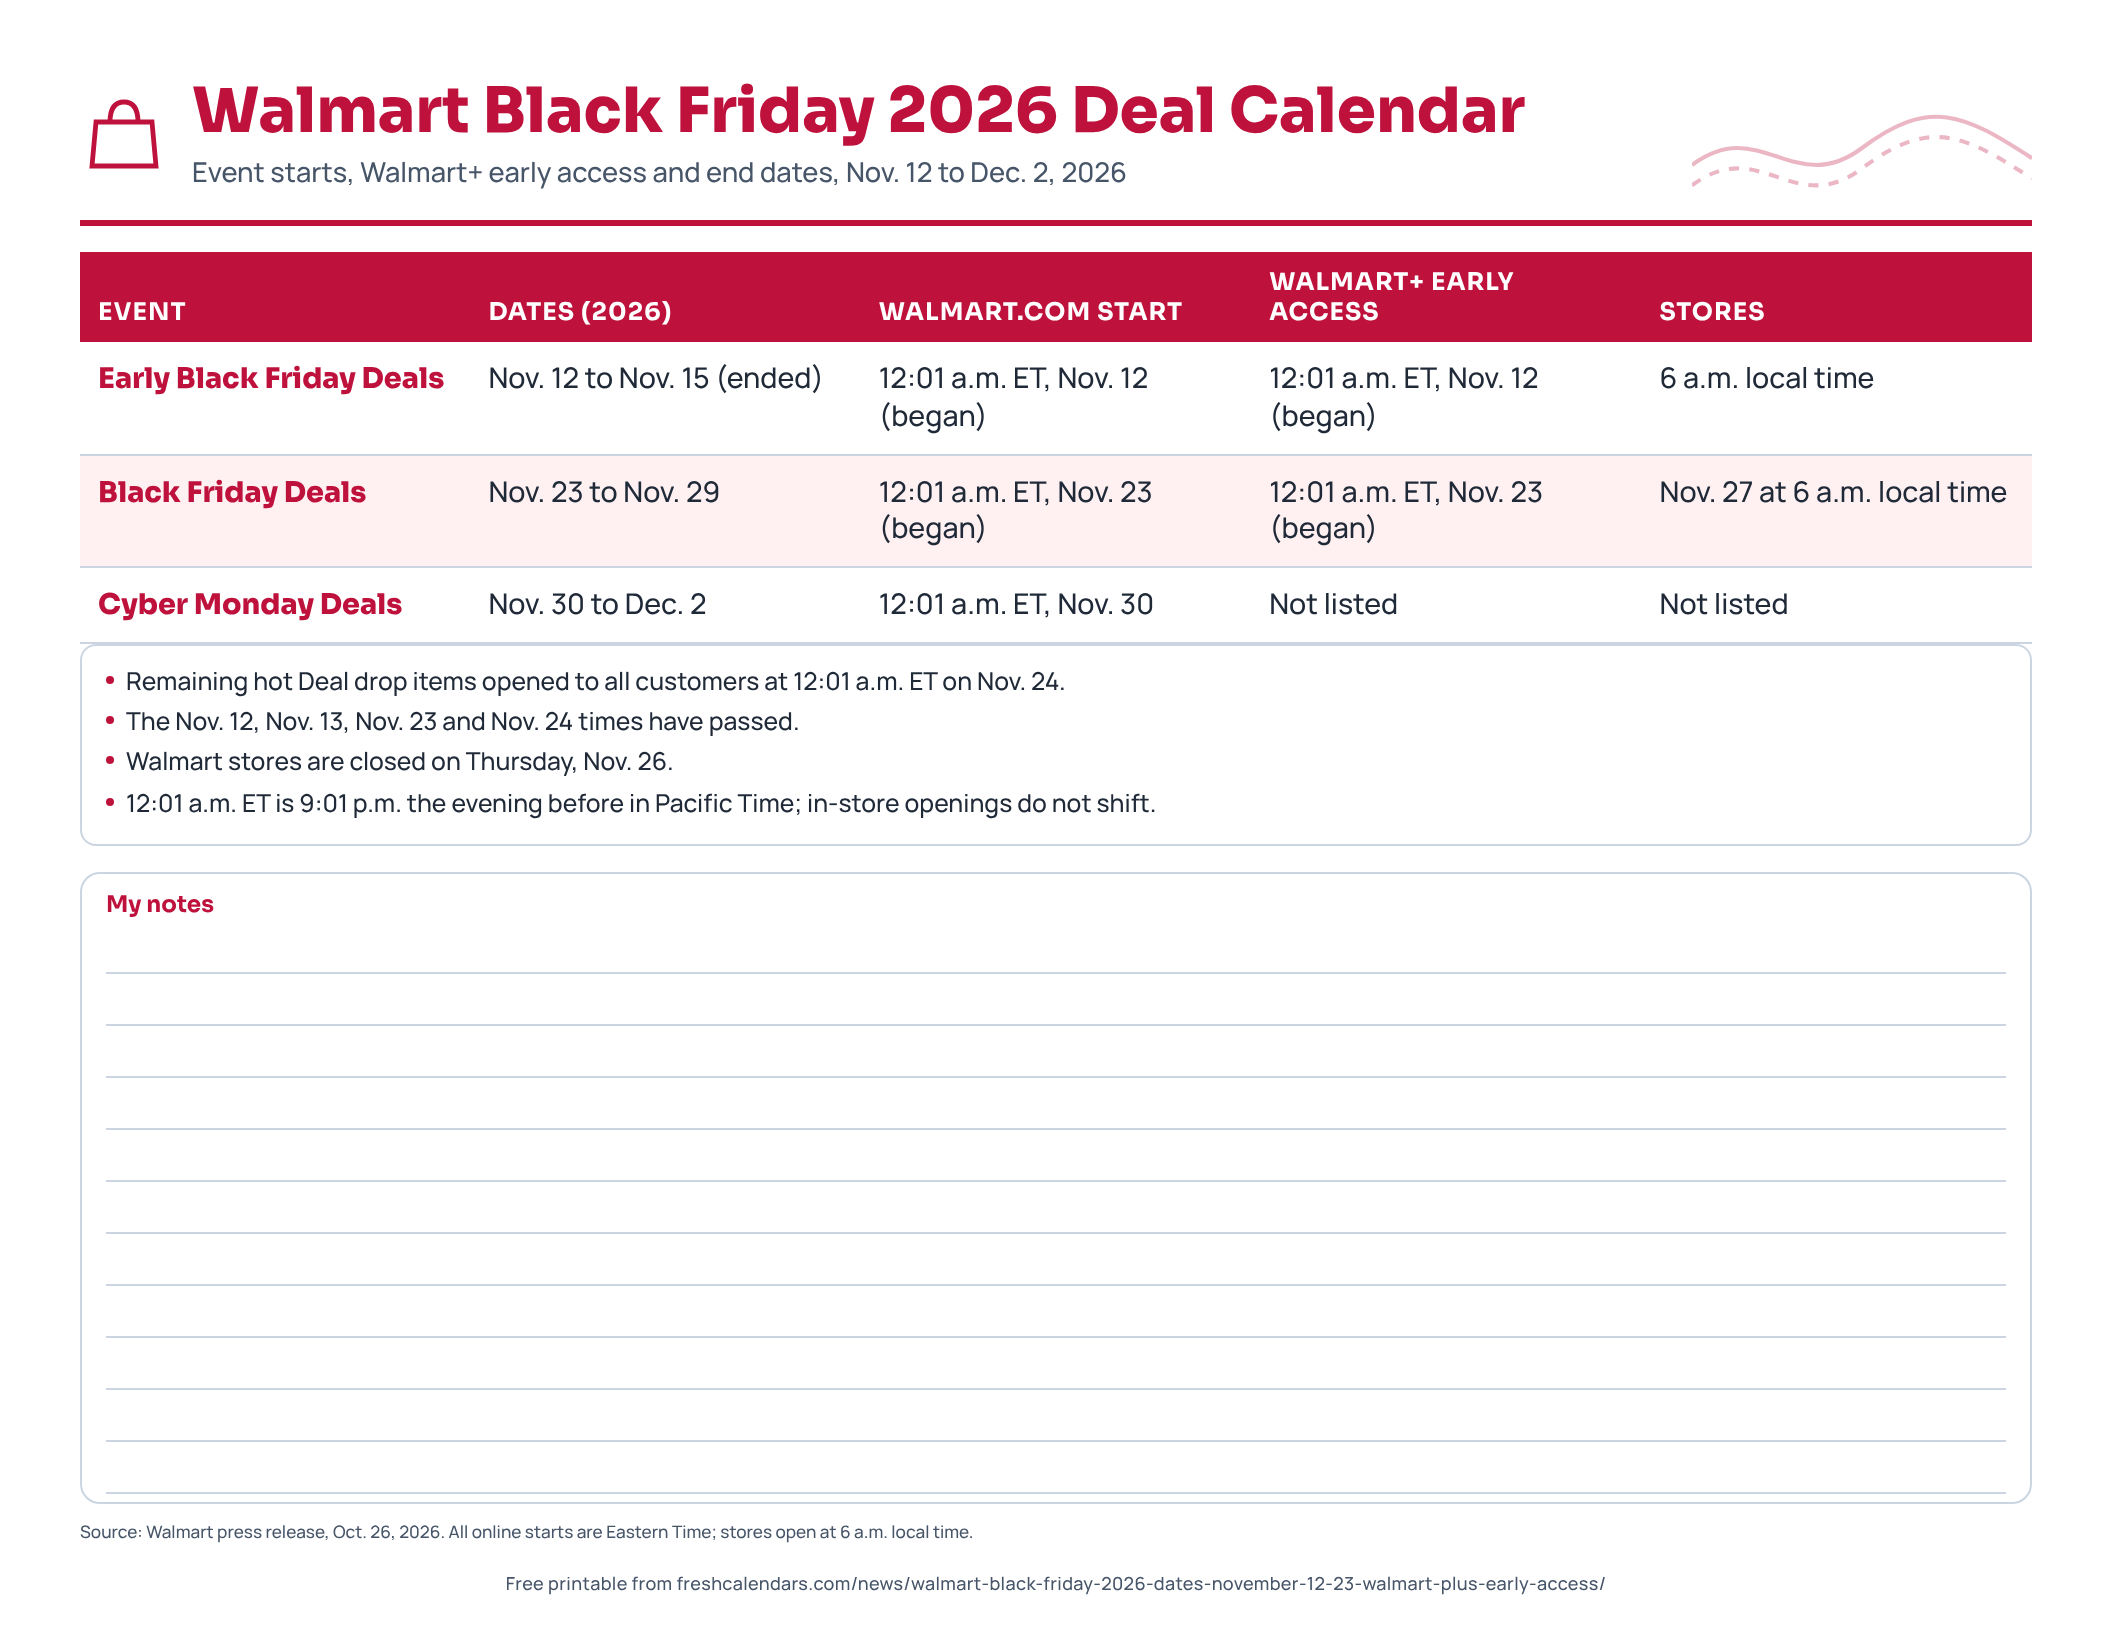 Walmart Black Friday 2026 Deal Calendar
Event starts, Walmart+ early access and end dates, Nov. 12 to Dec. 2, 2026
EVENT DATES (2026) WALMART.COM START WALMART+ EARLY ACCESS STORES
Early Black Friday Deals Nov. 12 to Nov. 15 (ended) 12:01 a.m. ET, Nov. 12 (began) 12:01 a.m. ET, Nov. 12 (began) 6 a.m. local time
Black Friday Deals Nov. 23 to Nov. 29 12:01 a.m. ET, Nov. 23 (began) 12:01 a.m. ET, Nov. 23 (began) Nov. 27 at 6 a.m. local time
Cyber Monday Deals Nov. 30 to Dec. 2 12:01 a.m. ET, Nov. 30 Not listed Not listed
• Remaining hot Deal drop items opened to all customers at 12:01 a.m. ET on Nov. 24.
• The Nov. 12, Nov. 13, Nov. 23 and Nov. 24 times have passed.
• Walmart stores are closed on Thursday, Nov. 26.
• 12:01 a.m. ET is 9:01 p.m. the evening before in Pacific Time; in-store openings do not shift.
My notes
Source: Walmart press release, Oct. 26, 2026. All online starts are Eastern Time; stores open at 6 a.m. local time.
Free printable from freshcalendars.com/news/walmart-black-friday-2026-dates-november-12-23-walmart-plus-early-access/